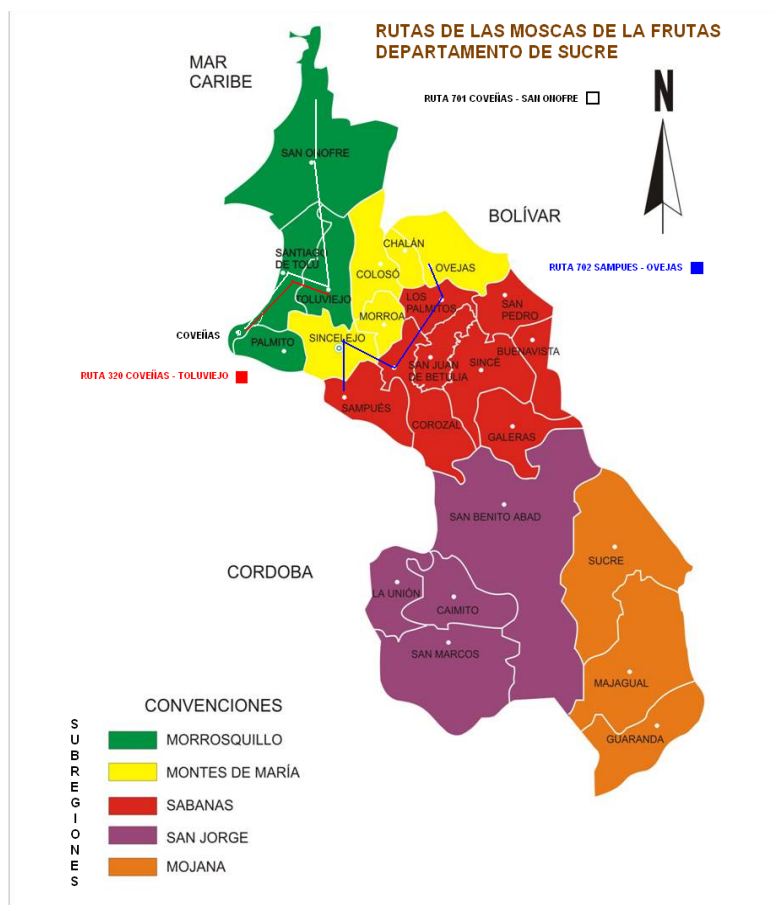 RUTAS DE LAS MOSCAS DE LA FRUTAS
DEPARTAMENTO DE SUCRE
MAR
CARIBE
RUTA 701 COVEÑAS - SAN ONOFRE
N
SAN ONOFRE
BOLÍVAR
CHALÁN
SANTIAGO
DE TOLU
COLOSÓ
OVEJAS
RUTA 702 SAMPUES - OVEJAS
TOLUVIEJO
LOS
PALMITOS
SAN
PEDRO
MORROA
COVEÑAS
PALMITO
SINCELEJO
BUENAVISTA
SAN JUAN
DE BETULIA
SINCÉ
RUTA 320 COVEÑAS - TOLUVIEJO
SAMPUÉS
COROZAL
GALERAS
SAN BENITO ABAD
SUCRE
CORDOBA
LA UNIÓN
CAIMITO
SAN MARCOS
MAJAGUAL
GUARANDA
CONVENCIONES
SUBREGIONES
MORROSQUILLO
MONTES DE MARÍA
SABANAS
SAN JORGE
MOJANA